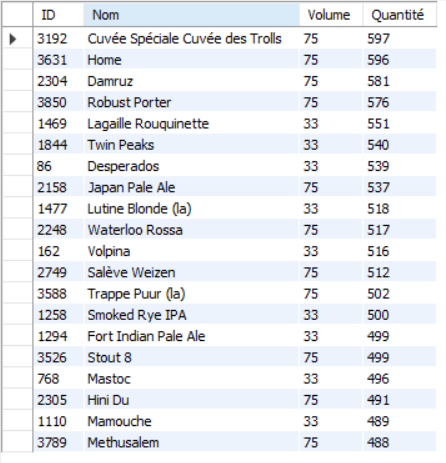 ID Nom Volume Quantité
3192 Cuvée Spéciale Cuvée des Trolls 75 597
3631 Home 75 596
2304 Damruz 75 581
3850 Robust Porter 75 576
1469 Lagaille Rouquinette 33 551
1844 Twin Peaks 33 540
86 Desperados 33 539
2158 Japan Pale Ale 75 537
1477 Lutine Blonde (la) 33 518
2248 Waterloo Rossa 75 517
162 Volpina 33 516
2749 Salève Weizen 75 512
3588 Trappe Puur (la) 75 502
1258 Smoked Rye IPA 33 500
1294 Fort Indian Pale Ale 33 499
3526 Stout 8 75 499
768 Mastoc 33 496
2305 Hini Du 75 491
1110 Mamouche 33 489
3789 Methusalem 75 488